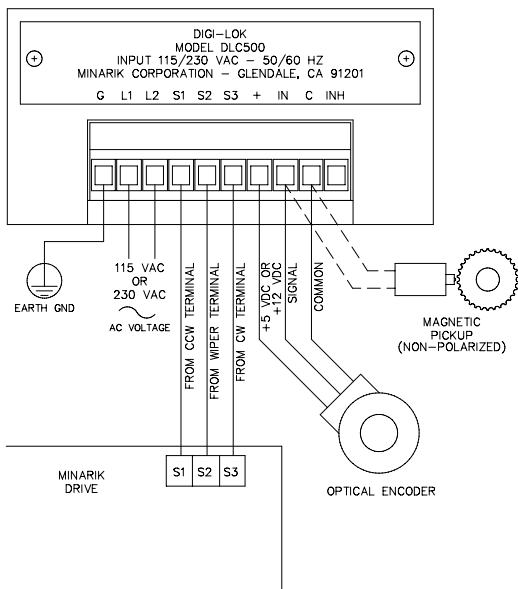 DIGI-LOK
MODEL DLC500
INPUT 115/230 VAC – 50/60 HZ
MINARIK CORPORATION – GLENDALE, CA 91201
G L1 L2 S1 S2 S3 + IN C INH
115 VAC
OR
230 VAC
AC VOLTAGE
EARTH GND
FROM CCW TERMINAL
FROM WIPER TERMINAL
FROM CW TERMINAL
+5 VDC OR
+12 VDC
SIGNAL
COMMON
MAGNETIC
PICKUP
(NON-POLARIZED)
MINARIK
DRIVE
S1 S2 S3
OPTICAL ENCODER